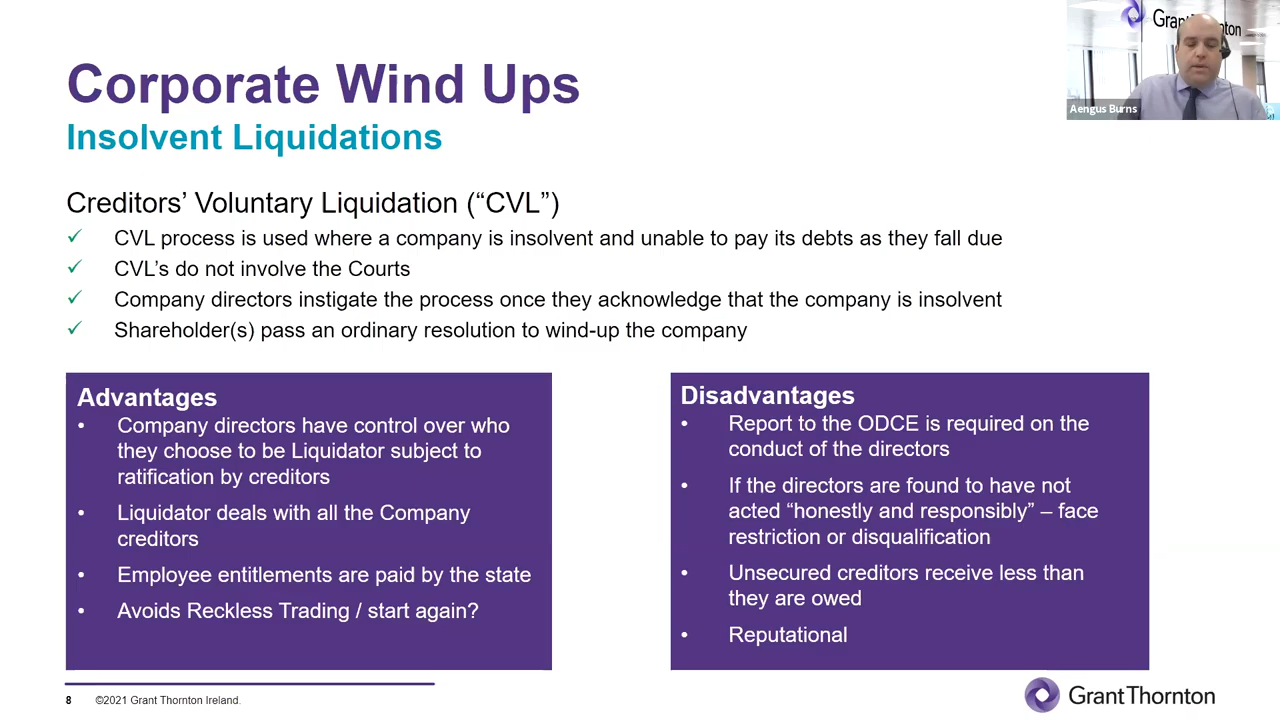 Corporate Wind Ups
Insolvent Liquidations
Creditors’ Voluntary Liquidation (“CVL”)
✓ CVL process is used where a company is insolvent and unable to pay its debts as they fall due
✓ CVL’s do not involve the Courts
✓ Company directors instigate the process once they acknowledge that the company is insolvent
✓ Shareholder(s) pass an ordinary resolution to wind-up the company
Advantages
• Company directors have control over who
they choose to be Liquidator subject to
ratification by creditors
• Liquidator deals with all the Company
creditors
• Employee entitlements are paid by the state
• Avoids Reckless Trading / start again?
Disadvantages
• Report to the ODCE is required on the
conduct of the directors
• If the directors are found to have not
acted “honestly and responsibly” – face
restriction or disqualification
• Unsecured creditors receive less than
they are owed
• Reputational
8 ©2021 Grant Thornton Ireland.
Grant Thornton
Aengus Burns